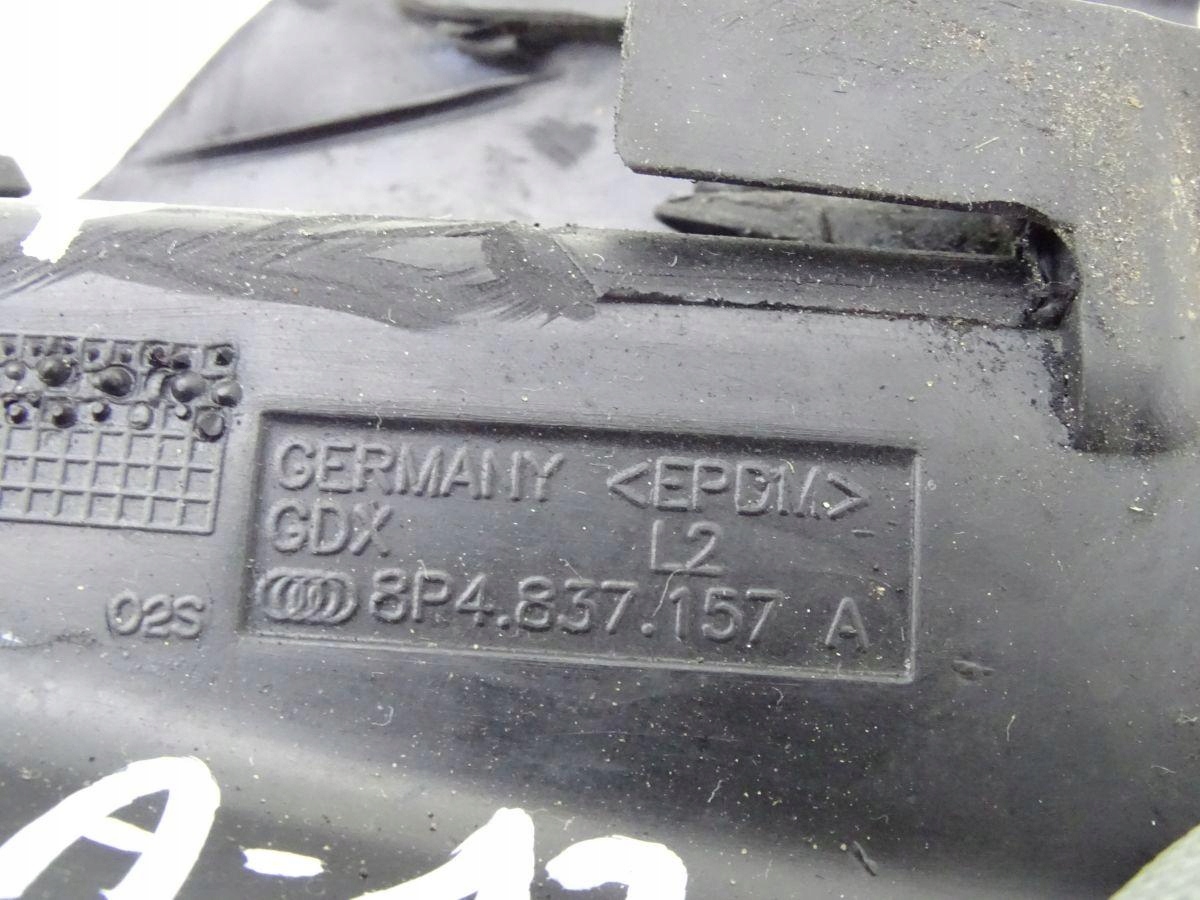 GERMANY <EPDM>
GDX L2
8P4.837.157 A
02S
A-